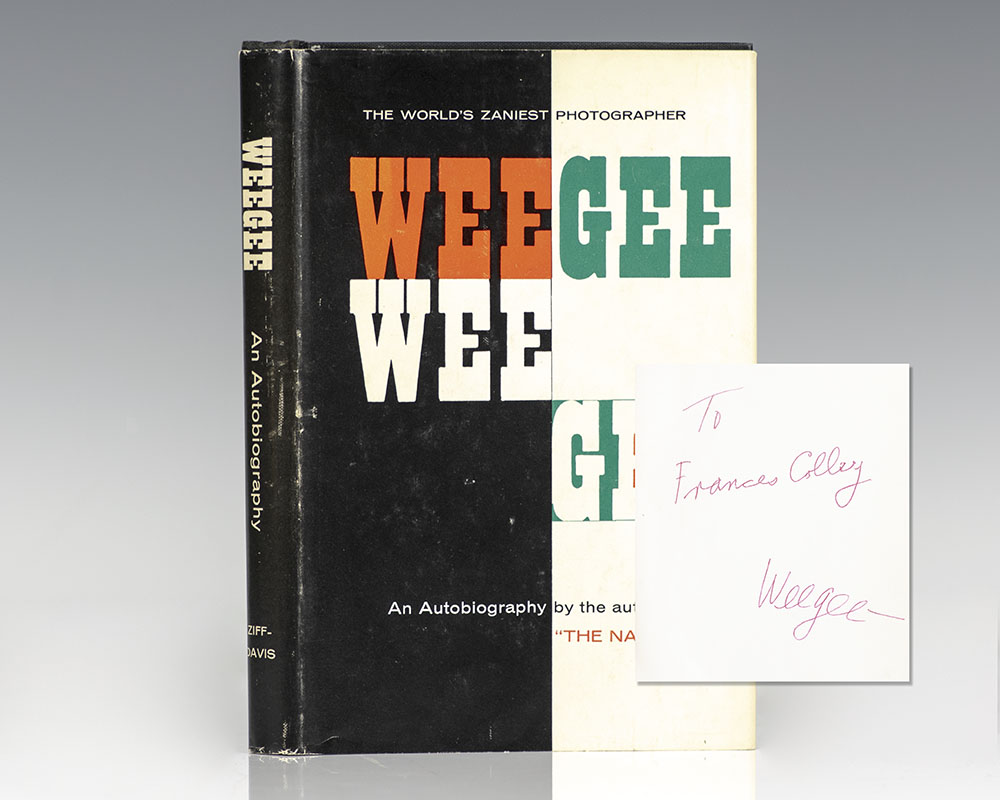 WEEGEE
An Autobiography
ZIFF-
DAVIS
THE WORLD'S ZANIEST PHOTOGRAPHER
WEEGEE
WEE
GE
An Autobiography by the aut
"THE NA
To
Frances Colley
Weegee